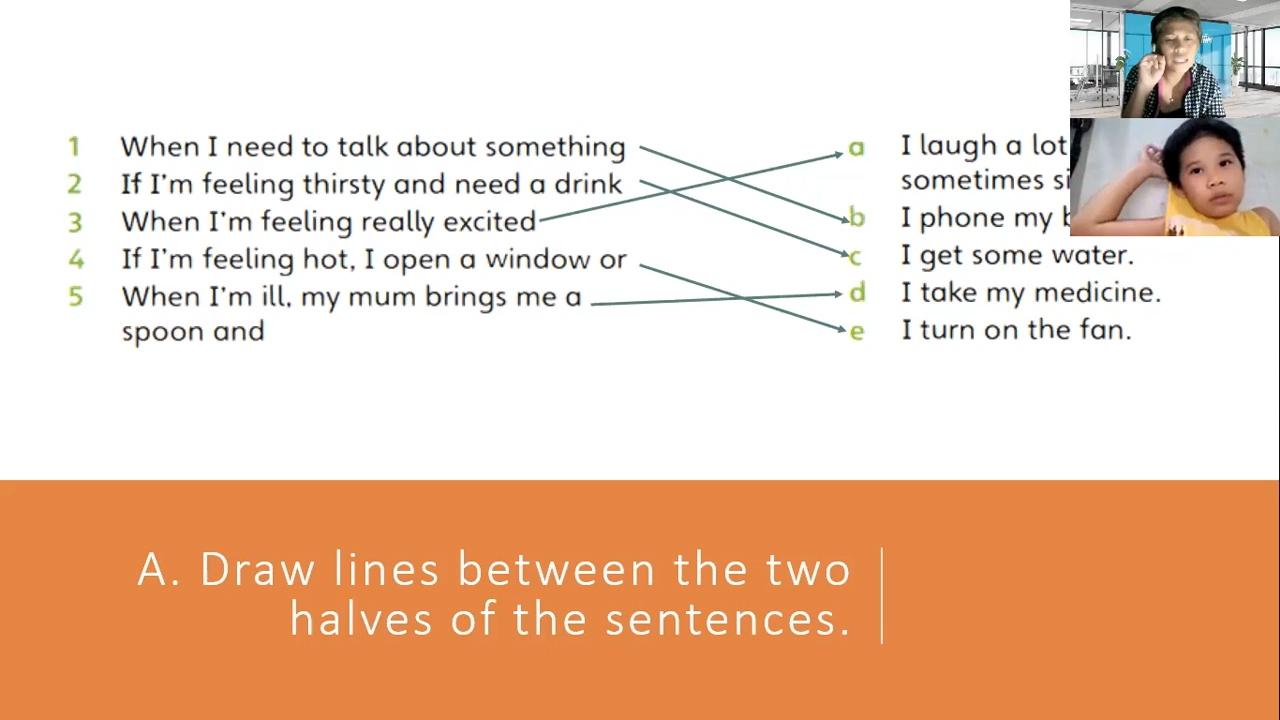 1 When I need to talk about something
2 If I'm feeling thirsty and need a drink
3 When I'm feeling really excited
4 If I'm feeling hot, I open a window or
5 When I'm ill, my mum brings me a
spoon and
a I laugh a lot
sometimes
b I phone my
c I get some water.
d I take my medicine.
e I turn on the fan.
A. Draw lines between the two
halves of the sentences.